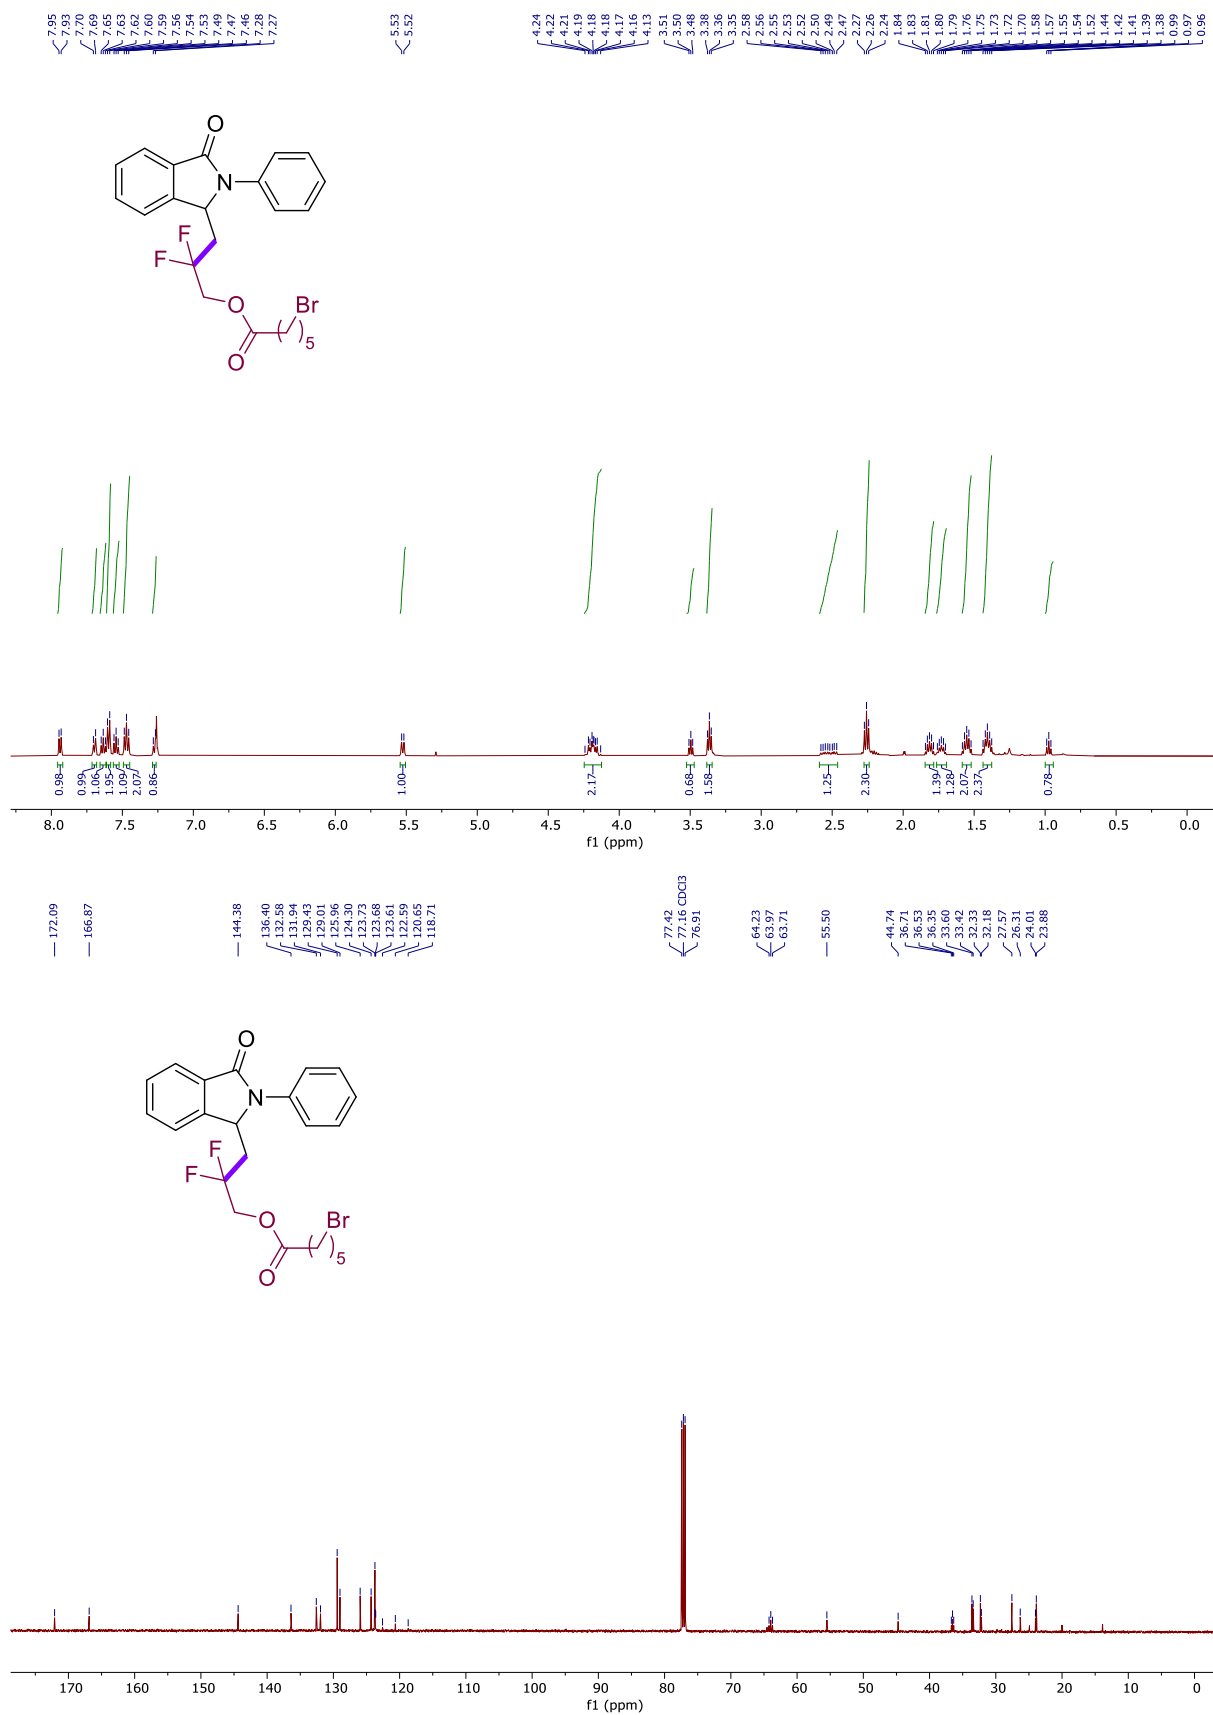 7.95 7.93 7.70 7.69 7.65 7.63 7.62 7.60 7.59 7.56 7.54 7.53 7.49 7.47 7.46 7.28 7.27 5.53 5.52 4.24 4.22 4.21 4.19 4.18 4.18 4.17 4.16 4.13 3.51 3.50 3.48 3.38 3.36 3.35 2.58 2.56 2.55 2.53 2.52 2.50 2.49 2.47 2.27 2.26 2.24 1.84 1.83 1.81 1.80 1.79 1.76 1.75 1.73 1.72 1.70 1.58 1.57 1.55 1.54 1.52 1.44 1.42 1.41 1.39 1.38 0.99 0.97 0.96
O
N
F
F
O
Br
5
O
0.98 0.99 1.06 1.95 1.09 2.07 0.86 1.00 2.17 0.68 1.58 1.25 2.30 1.39 1.28 2.07 2.37 0.78
8.0 7.5 7.0 6.5 6.0 5.5 5.0 4.5 4.0 3.5 3.0 2.5 2.0 1.5 1.0 0.5 0.0
f1 (ppm)
172.09 166.87 144.38 136.40 132.58 131.94 129.43 129.01 125.96 124.30 123.73 123.68 123.61 122.59 120.65 118.71 77.42 77.16 CDCl3 76.91 64.23 63.97 63.71 55.50 44.74 36.71 36.53 36.35 33.60 33.42 32.33 32.18 27.57 26.31 24.01 23.88
O
N
F
F
O
Br
5
O
170 160 150 140 130 120 110 100 90 80 70 60 50 40 30 20 10 0
f1 (ppm)